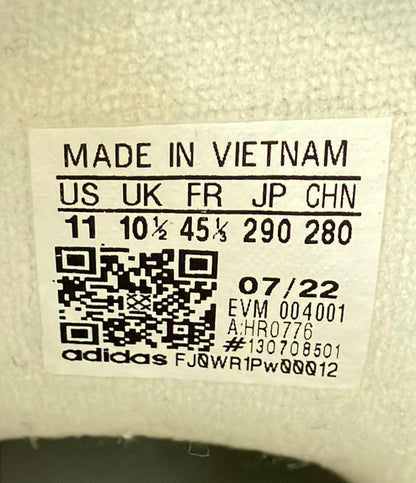 MADE IN VIETNAM
US UK FR JP CHN
11 10½ 45⅓ 290 280
07/22
EVM 004001
A:HR0776
#130708501
adidas FJQWR1Pw00012